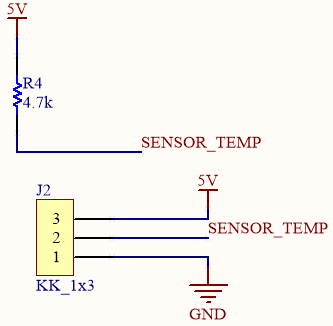 5V
R4
4.7k
SENSOR_TEMP
J2
5V
3
SENSOR_TEMP
2
1
KK_1x3
GND